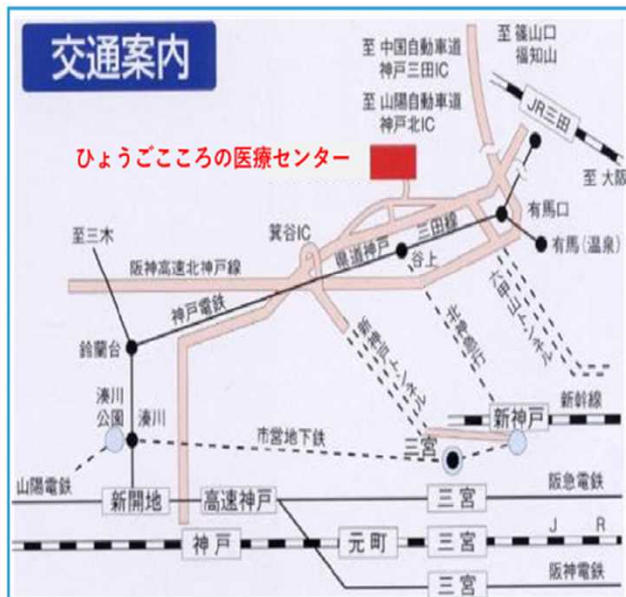 交通案内
至 中国自動車道
神戸三田IC
至 山陽自動車道
神戸北IC
至 篠山口
福知山
JR三田
至 大阪
ひょうごこころの医療センター
有馬口
有馬(温泉)
三田線
県道神戸
谷上
箕谷IC
至三木
阪神高速北神戸線
神戸電鉄
六甲山トンネル
北神急行
新神戸トンネル
鈴蘭台
湊川
公園
湊川
市営地下鉄
三宮
新神戸
新幹線
山陽電鉄
新開地
高速神戸
三宮
阪急電鉄
神戸
元町
三宮
J R
三宮
阪神電鉄